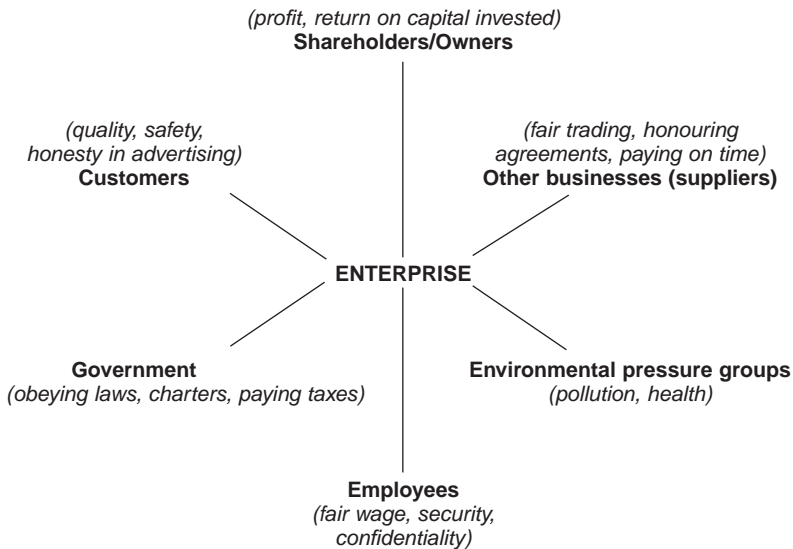 (profit, return on capital invested)
Shareholders/Owners
(quality, safety,
honesty in advertising)
Customers
(fair trading, honouring
agreements, paying on time)
Other businesses (suppliers)
ENTERPRISE
Government
(obeying laws, charters, paying taxes)
Environmental pressure groups
(pollution, health)
Employees
(fair wage, security,
confidentiality)